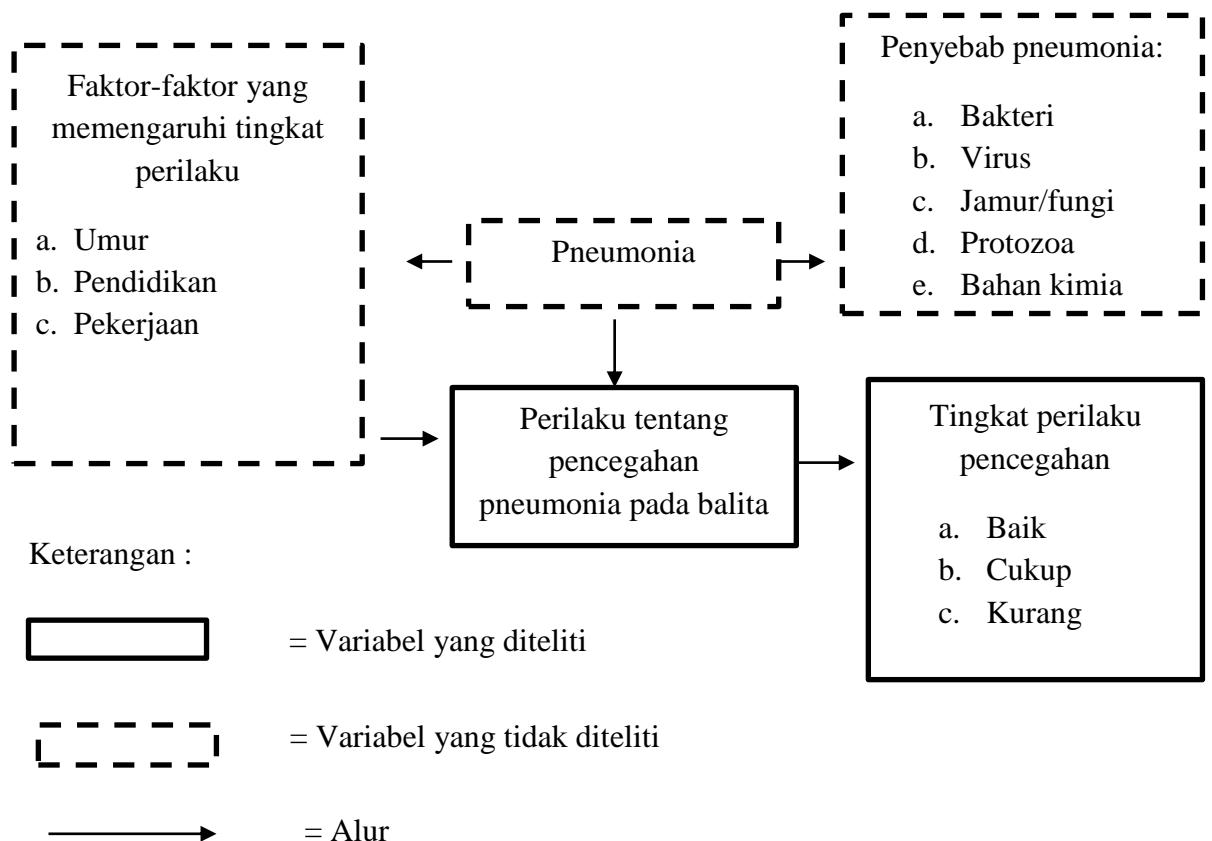 Faktor-faktor yang
memengaruhi tingkat
perilaku
a. Umur
b. Pendidikan
c. Pekerjaan
Pneumonia
Penyebab pneumonia:
a. Bakteri
b. Virus
c. Jamur/fungi
d. Protozoa
e. Bahan kimia
Perilaku tentang
pencegahan
pneumonia pada balita
Tingkat perilaku
pencegahan
a. Baik
b. Cukup
c. Kurang
Keterangan :
= Variabel yang diteliti
= Variabel yang tidak diteliti
= Alur